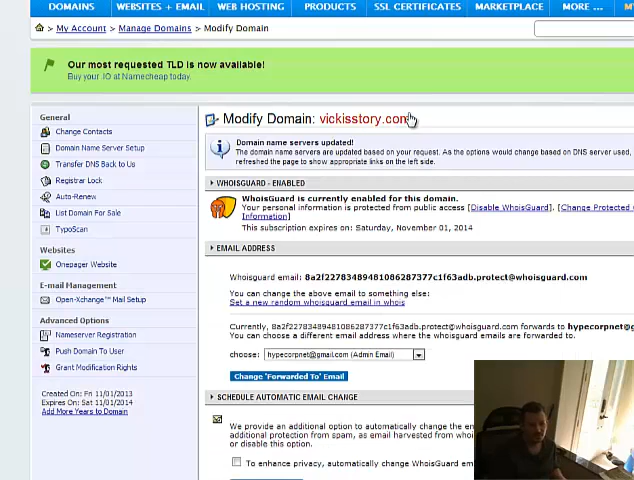 DOMAINS WEBSITES + EMAIL WEB HOSTING PRODUCTS SSL CERTIFICATES MARKETPLACE MORE ...
> My Account > Manage Domains > Modify Domain
Our most requested TLD is now available!
Buy your .IO at Namecheap today.
General
Change Contacts
Domain Name Server Setup
Transfer DNS Back to Us
Registrar Lock
Auto-Renew
List Domain For Sale
TypoScan
Websites
Onepager Website
E-mail Management
Open-Xchange™ Mail Setup
Advanced Options
Nameserver Registration
Push Domain To User
Grant Modification Rights
Created On: Fri 11/01/2013
Expires On: Sat 11/01/2014
Add More Years to Domain
Modify Domain: vickisstory.com
Domain name servers updated!
The domain name servers are updated based on your request. As the options would change based on DNS server used,
refreshed the page to show appropriate links on the left side.
WHOISGUARD - ENABLED
WhoisGuard is currently enabled for this domain.
Your personal information is protected from public access [Disable WhoisGuard]. [Change Protected
Information]
This subscription expires on: Saturday, November 01, 2014
EMAIL ADDRESS
Whoisguard email: 8a2f22783489481086287377c1f63adb.protect@whoisguard.com
You can change the above email to something else:
Set a new random whoisguard email in whois
Currently, 8a2f22783489481086287377c1f63adb.protect@whoisguard.com forwards to hypecorpnet@g
You can choose a different email address where the whoisguard emails are forwarded to.
choose: hypecorpnet@gmail.com (Admin Email)
Change 'Forwarded To' Email
SCHEDULE AUTOMATIC EMAIL CHANGE
We provide an additional option to automatically change the em
additional protection from spam, as email harvested from whoi
or disable this option.
To enhance privacy, automatically change WhoisGuard em